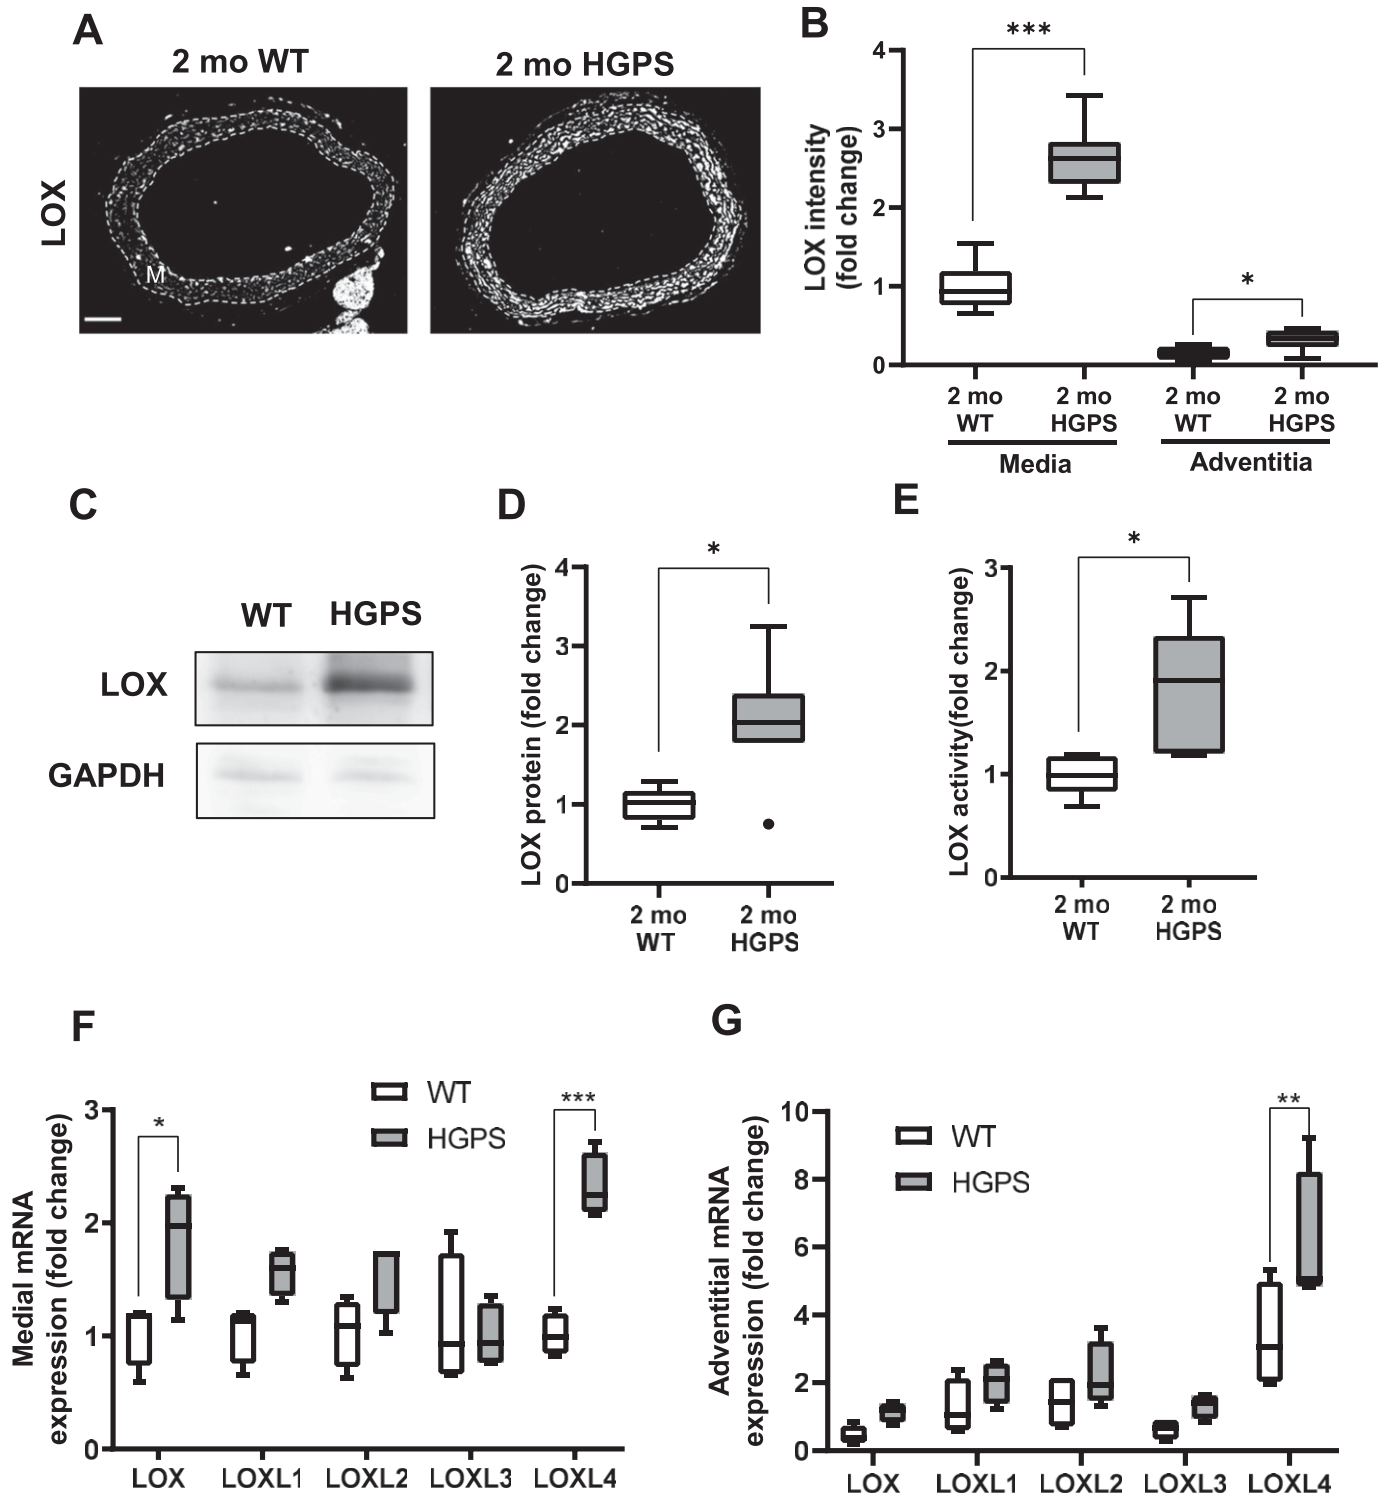 A
2 mo WT
2 mo HGPS
LOX
M
B
LOX intensity
(fold change)
4
3
2
1
0
***
*
2 mo
WT
2 mo
HGPS
2 mo
WT
2 mo
HGPS
Media
Adventitia
C
WT
HGPS
LOX
GAPDH
D
LOX protein (fold change)
4
3
2
1
0
*
2 mo
WT
2 mo
HGPS
E
LOX activity(fold change)
3
2
1
0
*
2 mo
WT
2 mo
HGPS
F
Medial mRNA
expression (fold change)
3
2
1
0
WT
HGPS
*
***
LOX
LOXL1
LOXL2
LOXL3
LOXL4
G
Adventitial mRNA
expression (fold change)
10
8
6
4
2
0
WT
HGPS
**
LOX
LOXL1
LOXL2
LOXL3
LOXL4